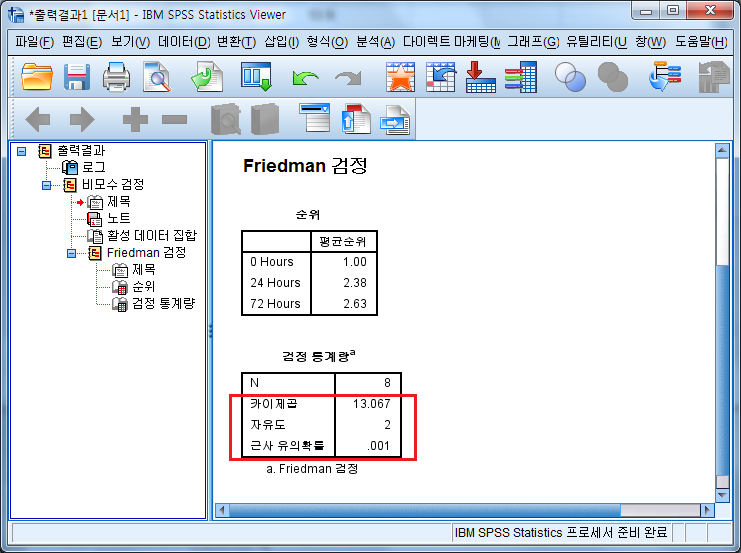 *출력결과1 [문서1] - IBM SPSS Statistics Viewer
파일(F) 편집(E) 보기(V) 데이터(D) 변환(T) 삽입(I) 형식(O) 분석(A) 다이렉트 마케팅(M 그래프(G) 유틸리티(U 창(W) 도움말(H)
출력결과
로그
비모수 검정
제목
노트
활성 데이터 집합
Friedman 검정
제목
순위
검정 통계량
Friedman 검정
순위
평균순위
0 Hours 1.00
24 Hours 2.38
72 Hours 2.63
검정 통계량a
N 8
카이제곱 13.067
자유도 2
근사 유의확률 .001
a. Friedman 검정
IBM SPSS Statistics 프로세서 준비 완료